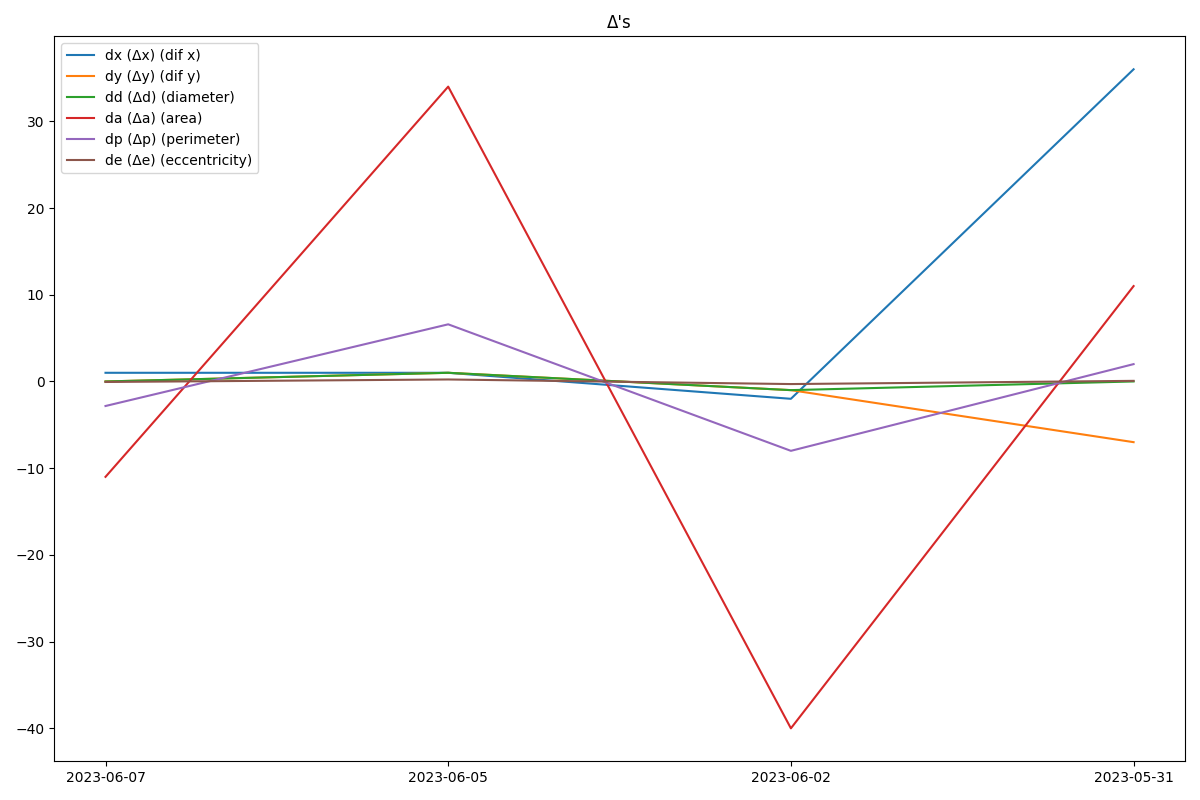 Δ's
dx (Δx) (dif x)
dy (Δy) (dif y)
dd (Δd) (diameter)
da (Δa) (area)
dp (Δp) (perimeter)
de (Δe) (eccentricity)
30
20
10
0
−10
−20
−30
−40
2023-06-07 2023-06-05 2023-06-02 2023-05-31